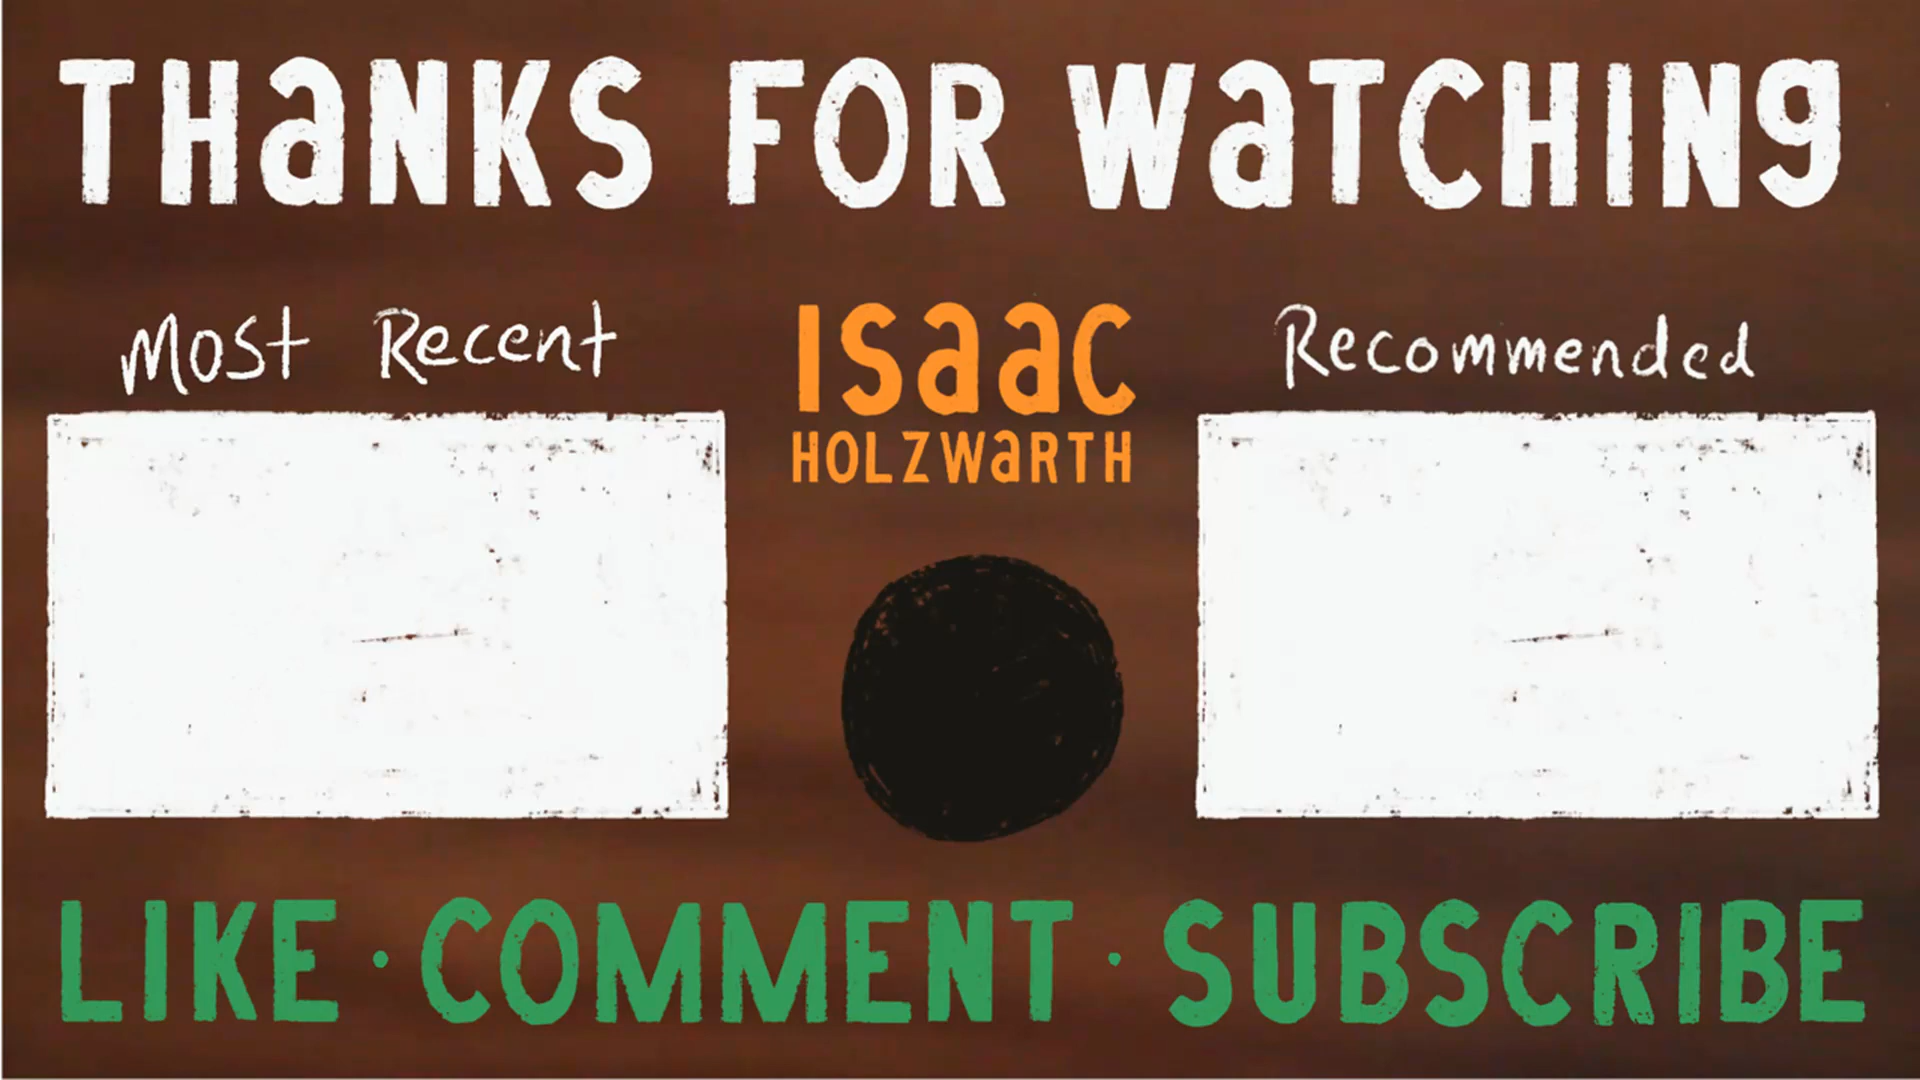 THaNKS FOR WaTCHINg
Most Recent
ISaaC
HOLZWaRTH
Recommended
LIKE · COMMENT · SUBSCRIBE